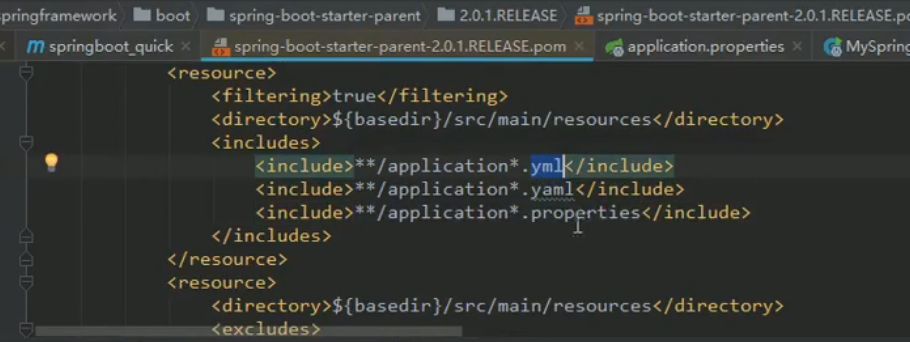 springframework boot spring-boot-starter-parent 2.0.1.RELEASE spring-boot-starter-parent-2.0.1.RELEASE.po
m springboot_quick × spring-boot-starter-parent-2.0.1.RELEASE.pom × application.properties × MySpring
<resource>
<filtering>true</filtering>
<directory>${basedir}/src/main/resources</directory>
<includes>
<include>**/application*.yml</include>
<include>**/application*.yaml</include>
<include>**/application*.properties</include>
</includes>
</resource>
<resource>
<directory>${basedir}/src/main/resources</directory>
<excludes>